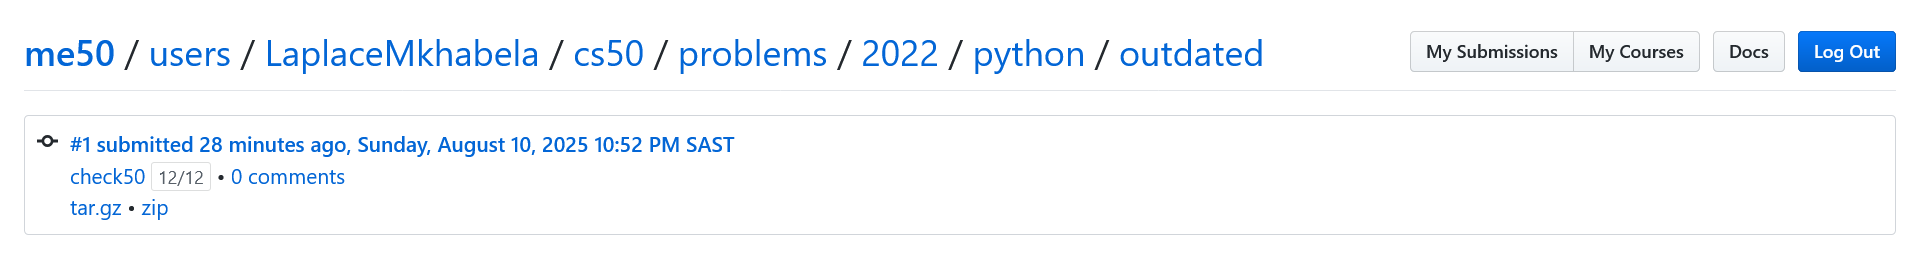 me50 / users / LaplaceMkhabela / cs50 / problems / 2022 / python / outdated
My Submissions My Courses Docs Log Out
#1 submitted 28 minutes ago, Sunday, August 10, 2025 10:52 PM SAST
check50 12/12 • 0 comments
tar.gz • zip